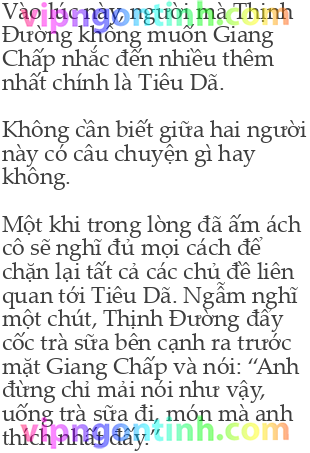 Vào lúc này, người mà Thịnh
Đường không muốn Giang
Chấp nhắc đến nhiều thêm
nhất chính là Tiêu Dã.
Không cần biết giữa hai người
này có câu chuyện gì hay
không.
Một khi trong lòng đã ấm ách
cô sẽ nghĩ đủ mọi cách để
chặn lại tất cả các chủ đề liên
quan tới Tiêu Dã. Ngẫm nghĩ
một chút, Thịnh Đường đẩy
cốc trà sữa bên cạnh ra trước
mặt Giang Chấp và nói: “Anh
đừng chỉ mải nói như vậy,
uống trà sữa đi, món mà anh
thích nhất đấy.”
vipngontinh.com
vipngontinh.com